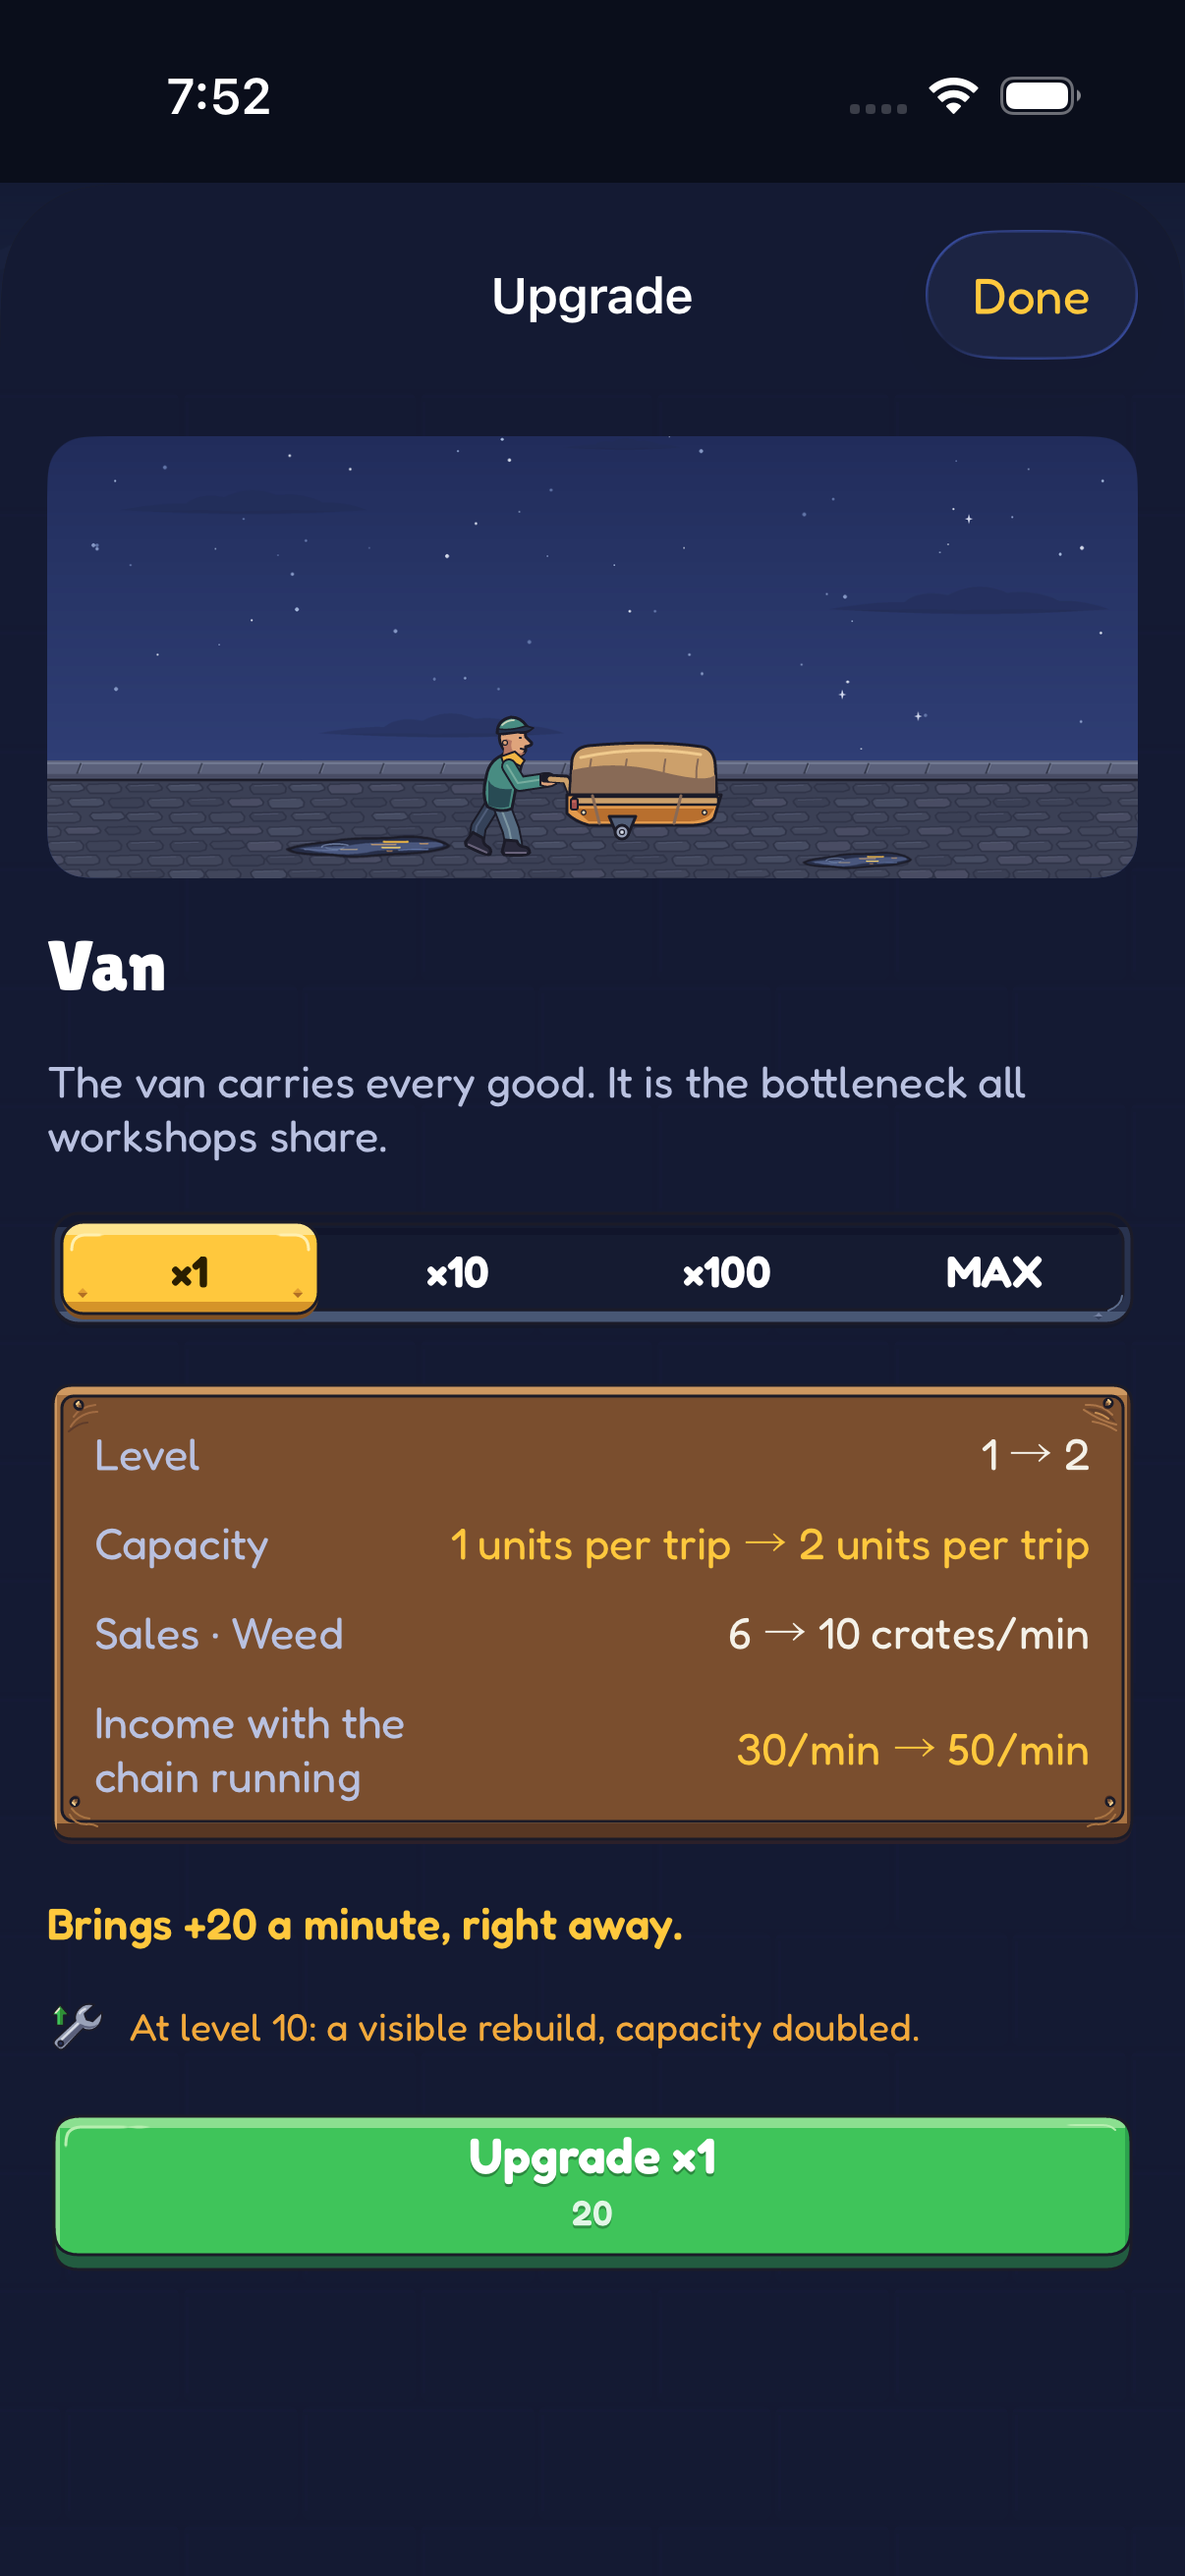 7:52
Upgrade
Done
Van
The van carries every good. It is the bottleneck all
workshops share.
x1 x10 x100 MAX
Level 1 → 2
Capacity 1 units per trip → 2 units per trip
Sales · Weed 6 → 10 crates/min
Income with the
chain running 30/min → 50/min
Brings +20 a minute, right away.
At level 10: a visible rebuild, capacity doubled.
Upgrade x1
20